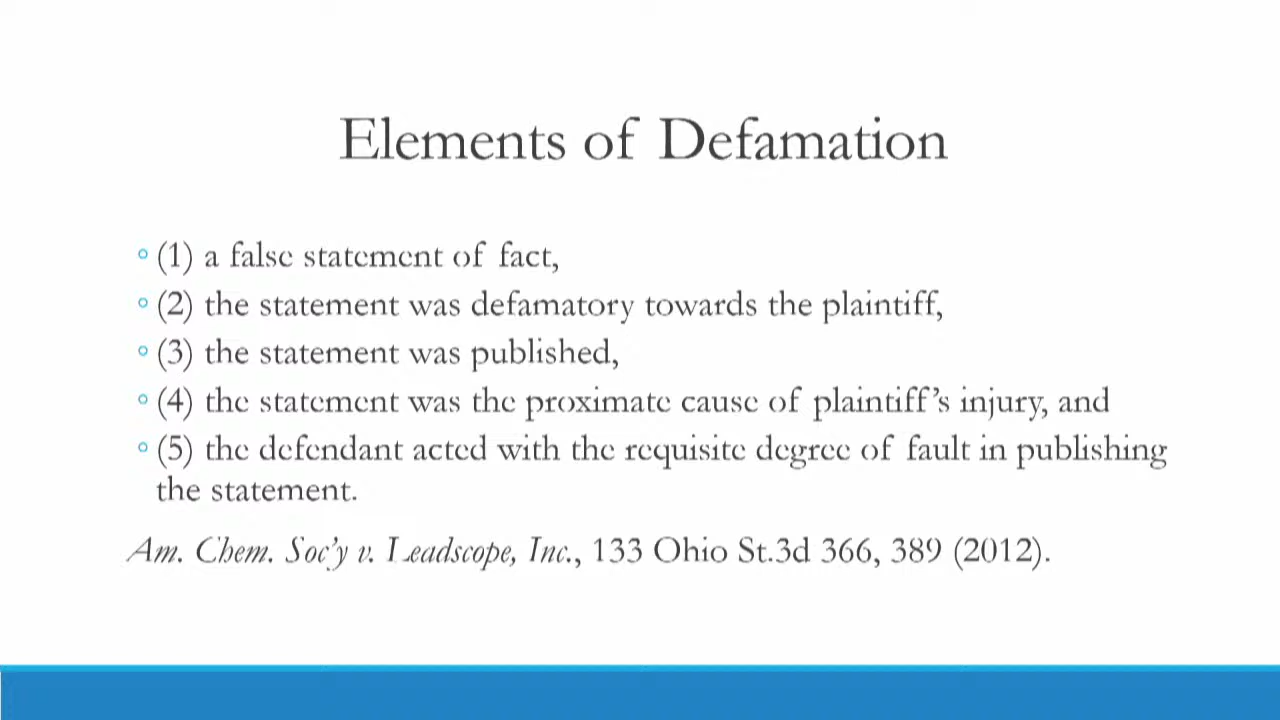 Elements of Defamation
(1) a false statement of fact,
(2) the statement was defamatory towards the plaintiff,
(3) the statement was published,
(4) the statement was the proximate cause of plaintiff’s injury, and
(5) the defendant acted with the requisite degree of fault in publishing
the statement.
Am. Chem. Soc’y v. Leadscope, Inc., 133 Ohio St.3d 366, 389 (2012).